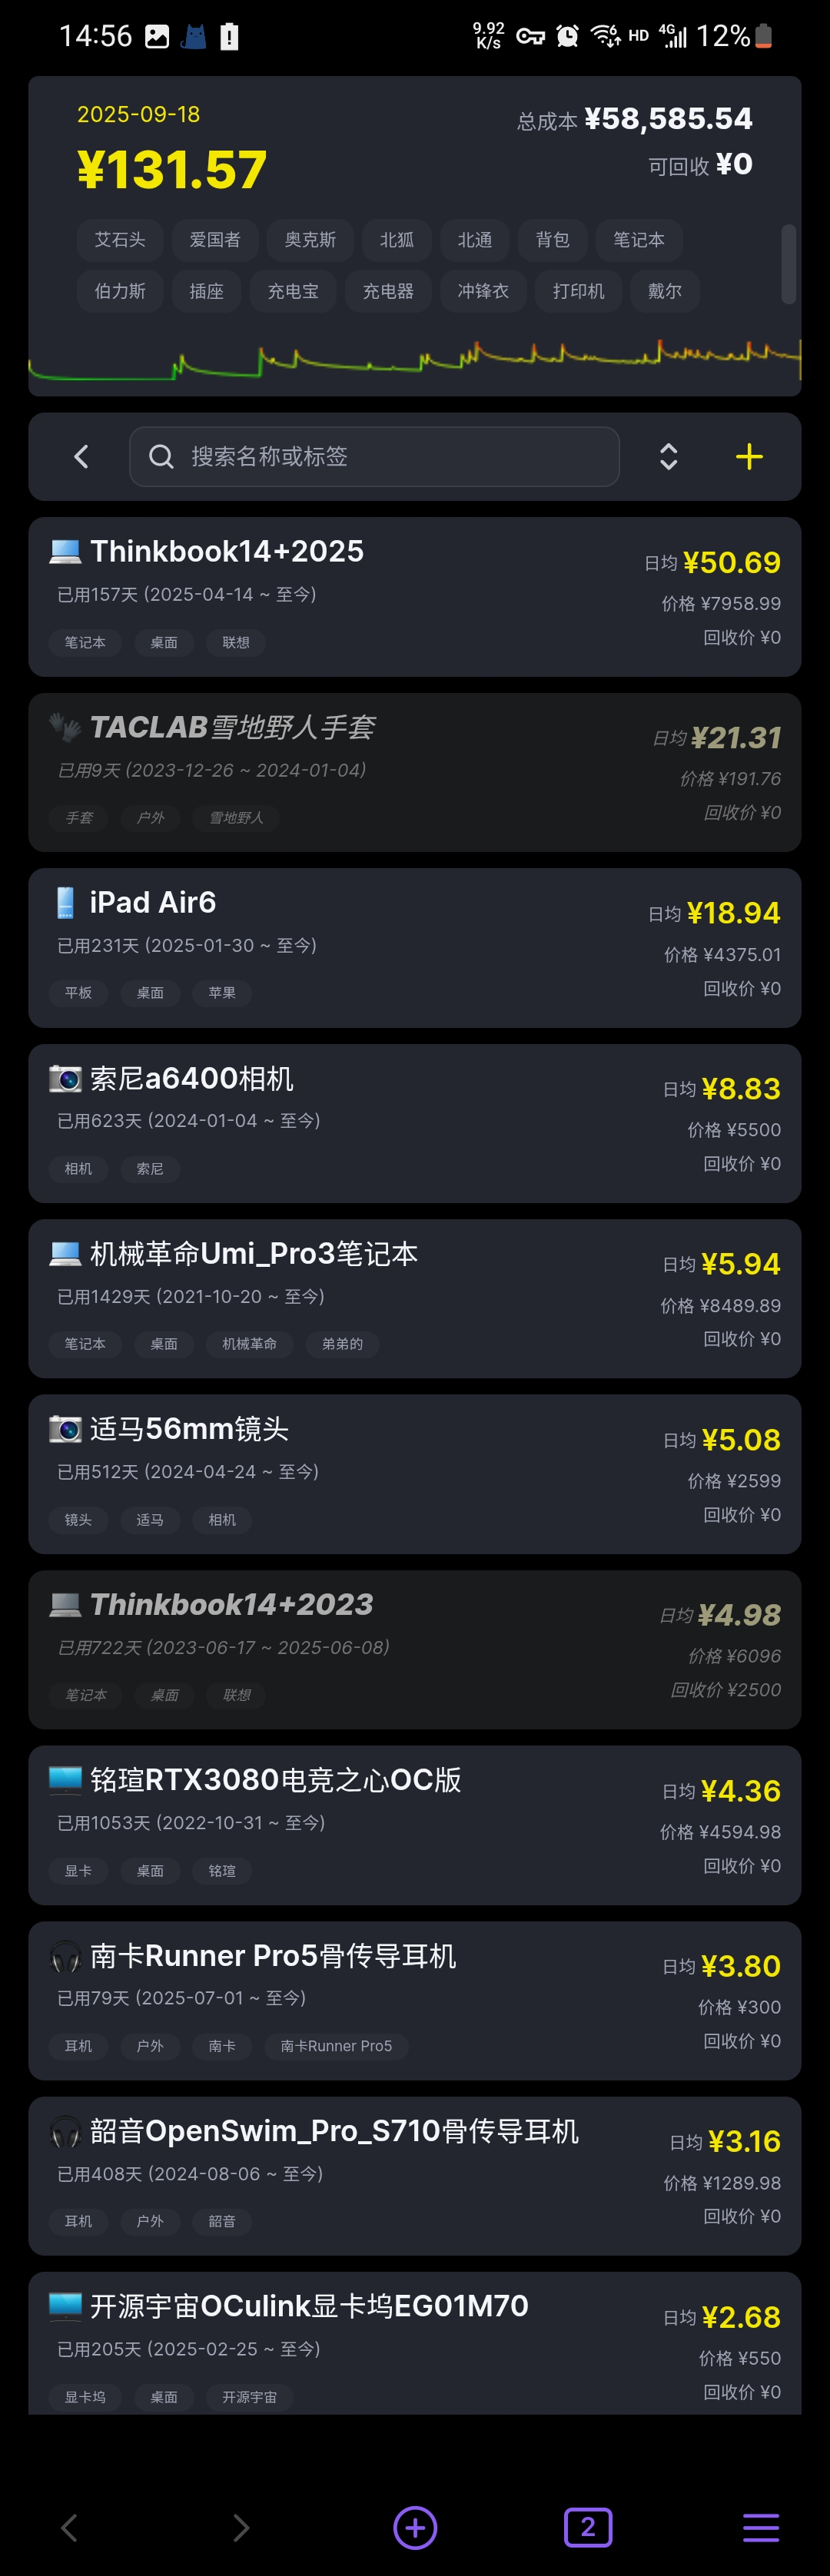 14:56
9.92 K/s HD 4G 12%
2025-09-18
¥131.57
总成本 ¥58,585.54
可回收 ¥0
艾石头 爱国者 奥克斯 北狐 北通 背包 笔记本
伯力斯 插座 充电宝 充电器 冲锋衣 打印机 戴尔
搜索名称或标签
Thinkbook14+2025
日均 ¥50.69
已用157天 (2025-04-14 ~ 至今)
价格 ¥7958.99
回收价 ¥0
笔记本 桌面 联想
TACLAB雪地野人手套
日均 ¥21.31
已用9天 (2023-12-26 ~ 2024-01-04)
价格 ¥191.76
回收价 ¥0
手套 户外 雪地野人
iPad Air6
日均 ¥18.94
已用231天 (2025-01-30 ~ 至今)
价格 ¥4375.01
回收价 ¥0
平板 桌面 苹果
索尼a6400相机
日均 ¥8.83
已用623天 (2024-01-04 ~ 至今)
价格 ¥5500
回收价 ¥0
相机 索尼
机械革命Umi_Pro3笔记本
日均 ¥5.94
已用1429天 (2021-10-20 ~ 至今)
价格 ¥8489.89
回收价 ¥0
笔记本 桌面 机械革命 弟弟的
适马56mm镜头
日均 ¥5.08
已用512天 (2024-04-24 ~ 至今)
价格 ¥2599
回收价 ¥0
镜头 适马 相机
Thinkbook14+2023
日均 ¥4.98
已用722天 (2023-06-17 ~ 2025-06-08)
价格 ¥6096
回收价 ¥2500
笔记本 桌面 联想
铭瑄RTX3080电竞之心OC版
日均 ¥4.36
已用1053天 (2022-10-31 ~ 至今)
价格 ¥4594.98
回收价 ¥0
显卡 桌面 铭瑄
南卡Runner Pro5骨传导耳机
日均 ¥3.80
已用79天 (2025-07-01 ~ 至今)
价格 ¥300
回收价 ¥0
耳机 户外 南卡 南卡Runner Pro5
韶音OpenSwim_Pro_S710骨传导耳机
日均 ¥3.16
已用408天 (2024-08-06 ~ 至今)
价格 ¥1289.98
回收价 ¥0
耳机 户外 韶音
开源宇宙OCulink显卡坞EG01M70
日均 ¥2.68
已用205天 (2025-02-25 ~ 至今)
价格 ¥550
回收价 ¥0
显卡坞 桌面 开源宇宙
2